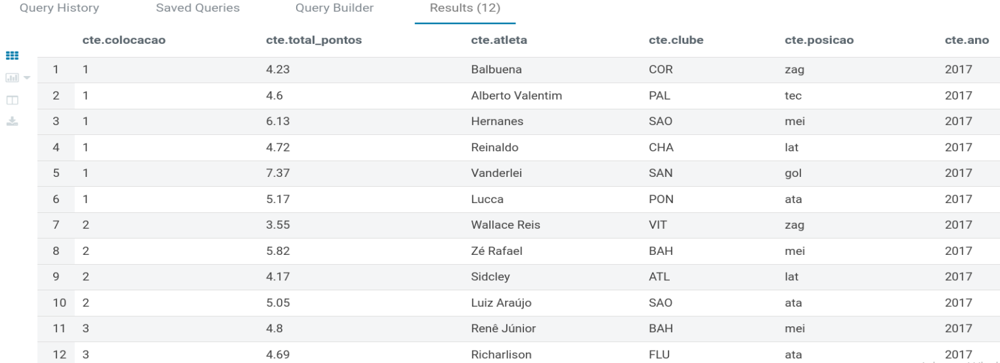 Query History Saved Queries Query Builder Results (12)
cte.colocacao cte.total_pontos cte.atleta cte.clube cte.posicao cte.ano
1 1 4.23 Balbuena COR zag 2017
2 1 4.6 Alberto Valentim PAL tec 2017
3 1 6.13 Hernanes SAO mei 2017
4 1 4.72 Reinaldo CHA lat 2017
5 1 7.37 Vanderlei SAN gol 2017
6 1 5.17 Lucca PON ata 2017
7 2 3.55 Wallace Reis VIT zag 2017
8 2 5.82 Zé Rafael BAH mei 2017
9 2 4.17 Sidcley ATL lat 2017
10 2 5.05 Luiz Araújo SAO ata 2017
11 3 4.8 Renê Júnior BAH mei 2017
12 3 4.69 Richarlison FLU ata 2017